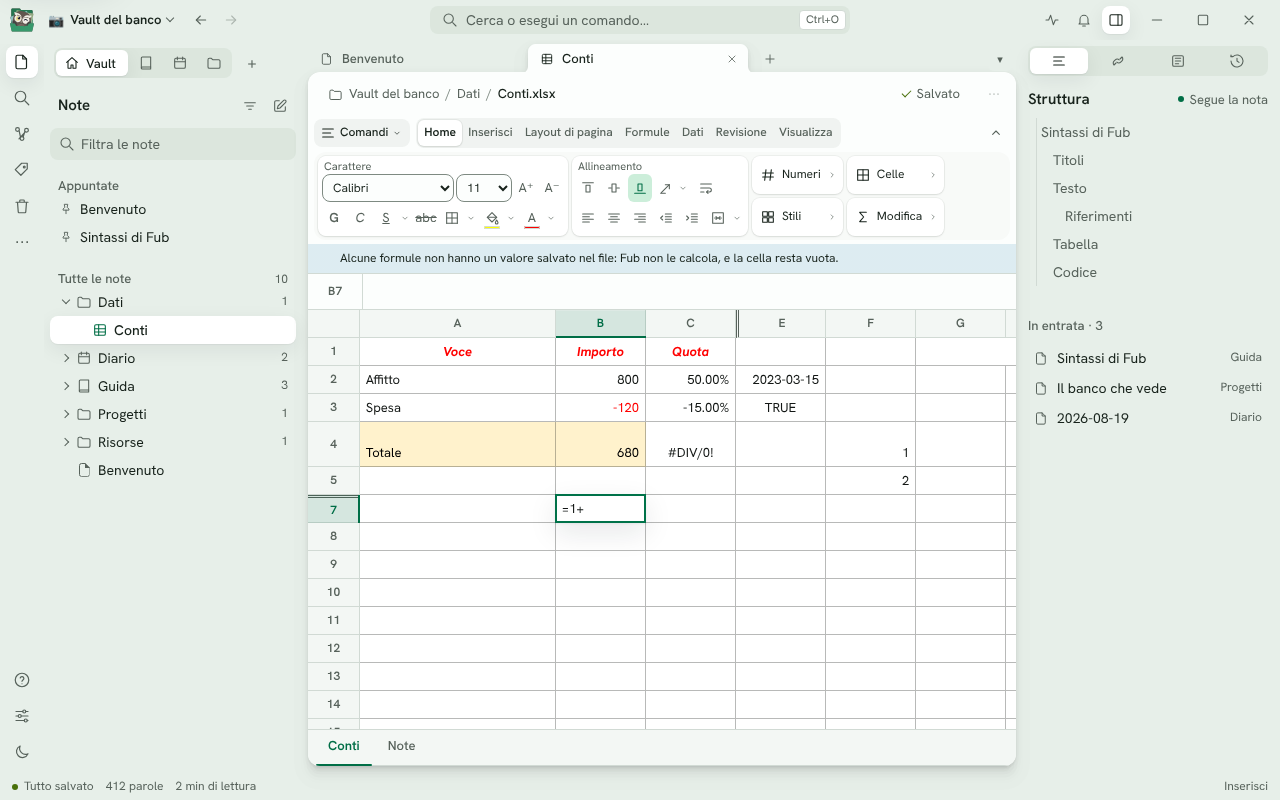 Vault del banco
Cerca o esegui un comando...
Ctrl+O
Vault
Benvenuto
Conti
Note
Filtra le note
Appuntate
Benvenuto
Sintassi di Fub
Tutte le note 10
Dati 1
Conti
Diario 2
Guida 3
Progetti 1
Risorse 1
Benvenuto
Vault del banco / Dati / Conti.xlsx
Salvato
Comandi
Home Inserisci Layout di pagina Formule Dati Revisione Visualizza
Carattere
Calibri 11 A⁺ A⁻
G C S abc A
Allineamento
Numeri
Celle
Stili
Modifica
Alcune formule non hanno un valore salvato nel file: Fub non le calcola, e la cella resta vuota.
B7
A B C E F G
1 Voce Importo Quota
2 Affitto 800 50.00% 2023-03-15
3 Spesa -120 -15.00% TRUE
4 Totale 680 #DIV/0! 1
5 2
7 =1+
8
9
10
11
12
13
14
Conti Note
Struttura
Segue la nota
Sintassi di Fub
Titoli
Testo
Riferimenti
Tabella
Codice
In entrata · 3
Sintassi di Fub Guida
Il banco che vede Progetti
2026-08-19 Diario
Tutto salvato 412 parole 2 min di lettura
Inserisci